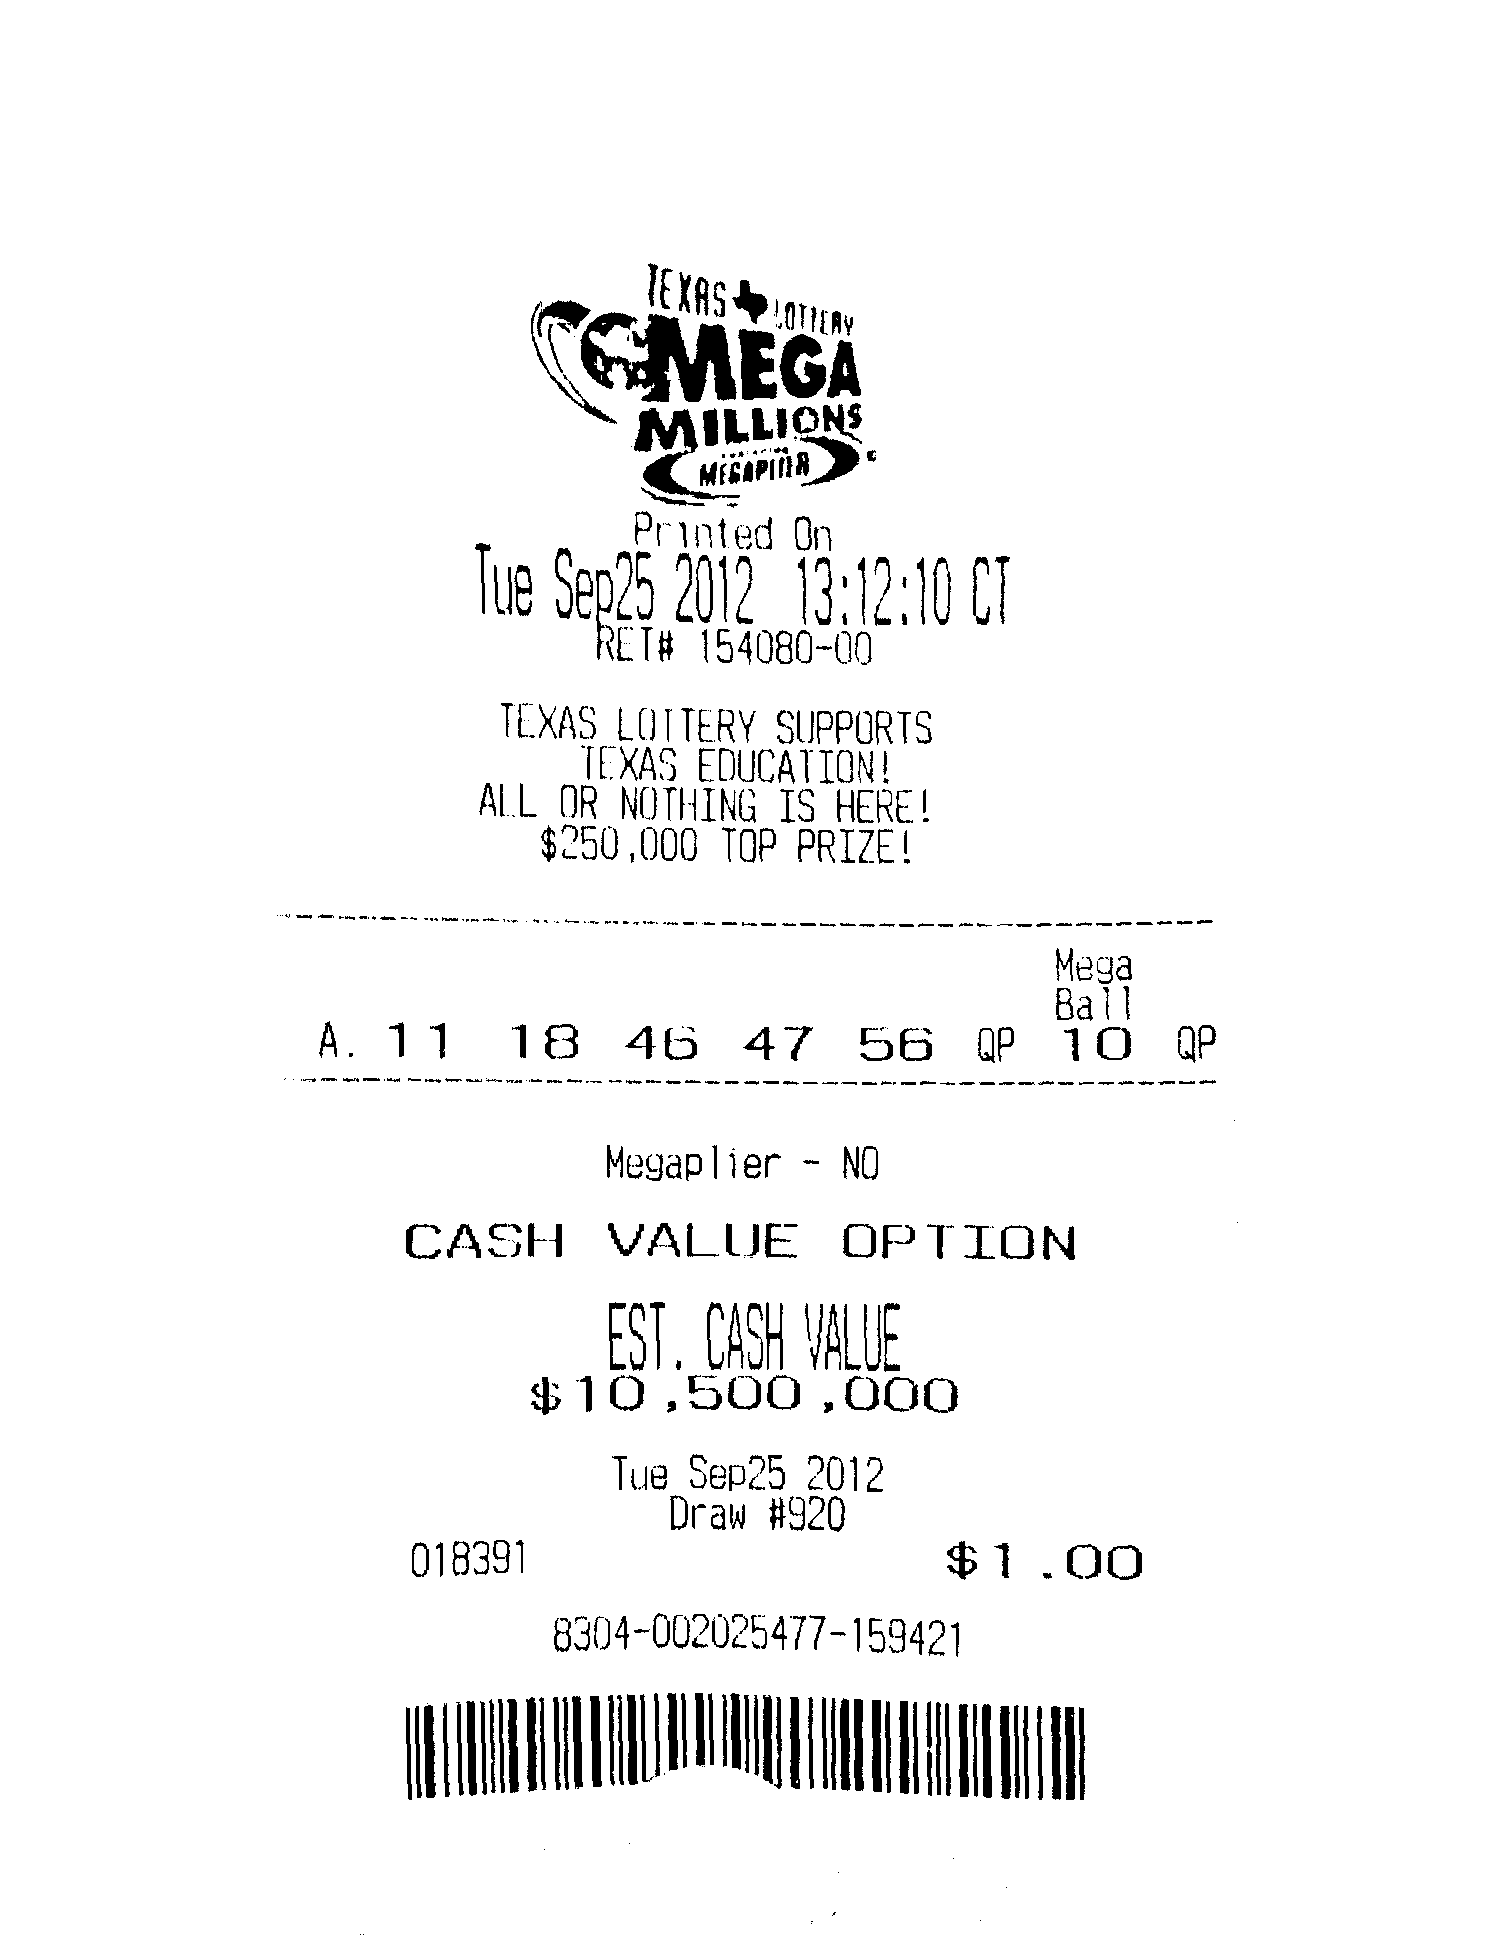 TEXAS LOTTERY
MEGA
MILLIONS
MEGAPLIER
Printed On
Tue Sep25 2012 13:12:10 CT
RET# 154080-00
TEXAS LOTTERY SUPPORTS
TEXAS EDUCATION!
ALL OR NOTHING IS HERE!
$250,000 TOP PRIZE!
Mega
Ball
A. 11 18 46 47 56 QP 10 QP
Megaplier - NO
CASH VALUE OPTION
EST. CASH VALUE
$10,500,000
Tue Sep25 2012
Draw #920
018391 $1.00
8304-002025477-159421